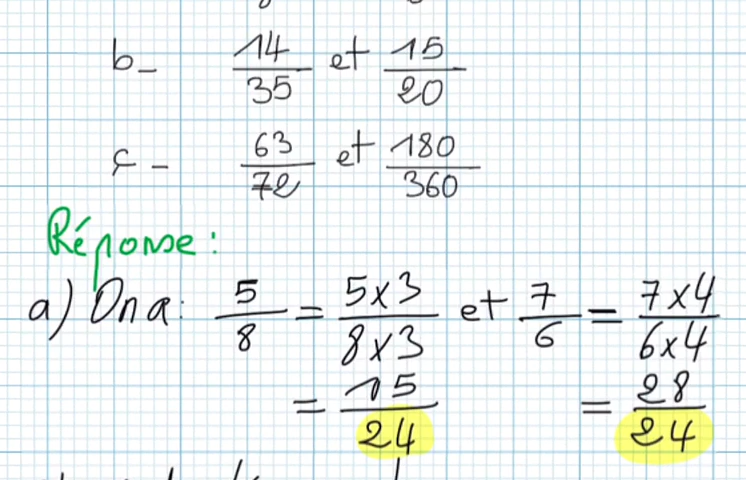 b- 14/35 et 15/20
c- 63/72 et 180/360
Réponse:
a) On a: 5/8 = 5x3/8x3 et 7/6 = 7x4/6x4
= 15/24 = 28/24